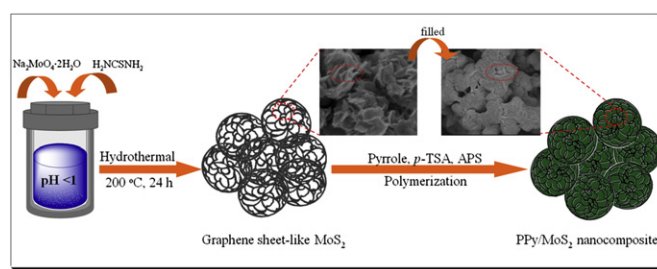 filled
Na₂MoO₄·2H₂O H₂NCSNH₂
pH <1
Hydrothermal
200 °C, 24 h
Pyrrole, p-TSA, APS
Polymerization
Graphene sheet-like MoS₂
PPy/MoS₂ nanocomposite